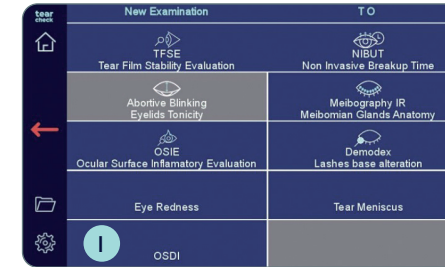 tear
check
New Examination
T O
TFSE
Tear Film Stability Evaluation
NIBUT
Non Invasive Breakup Time
Abortive Blinking
Eyelids Tonicity
Meibography IR
Meibomian Glands Anatomy
OSIE
Ocular Surface Inflamatory Evaluation
Demodex
Lashes base alteration
Eye Redness
Tear Meniscus
I
OSDI